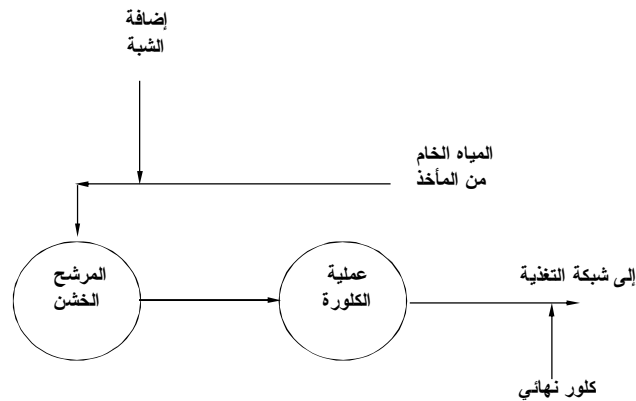 إضافة
الشبة
المياه الخام
من المأخذ
المرشح
الخشن
عملية
الكلورة
إلى شبكة التغذية
كلور نهائي